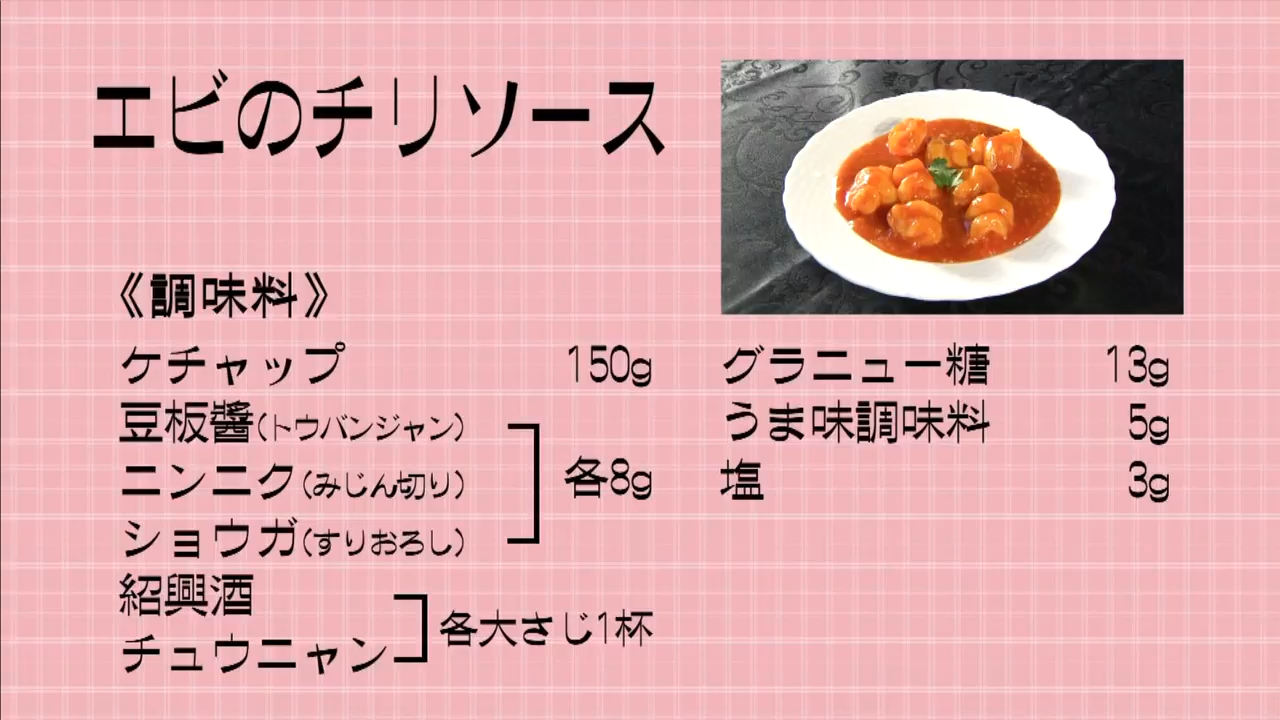 エビのチリソース
《調味料》
ケチャップ 150g
豆板醬(トウバンジャン)
ニンニク(みじん切り)
ショウガ(すりおろし)
各8g
紹興酒
チュウニャン
各大さじ1杯
グラニュー糖 13g
うま味調味料 5g
塩 3g